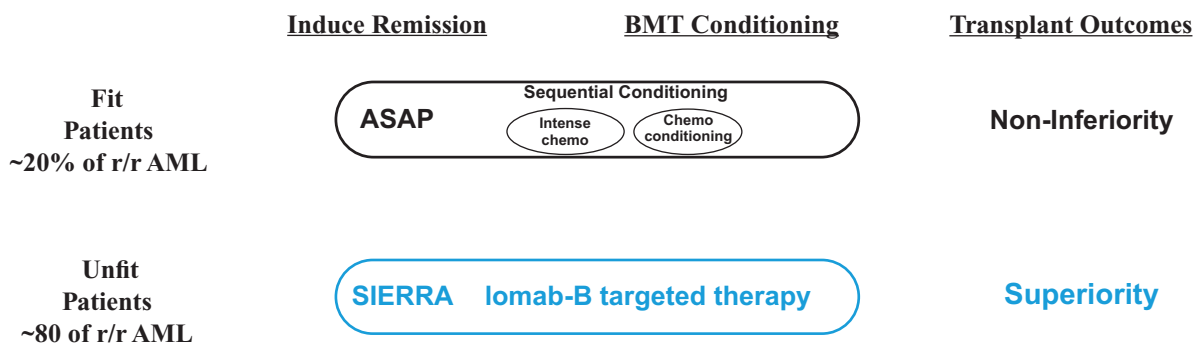 Induce Remission BMT Conditioning Transplant Outcomes
Fit
Patients
~20% of r/r AML
ASAP
Sequential Conditioning
Intense
chemo
Chemo
conditioning
Non-Inferiority
Unfit
Patients
~80 of r/r AML
SIERRA Iomab-B targeted therapy
Superiority